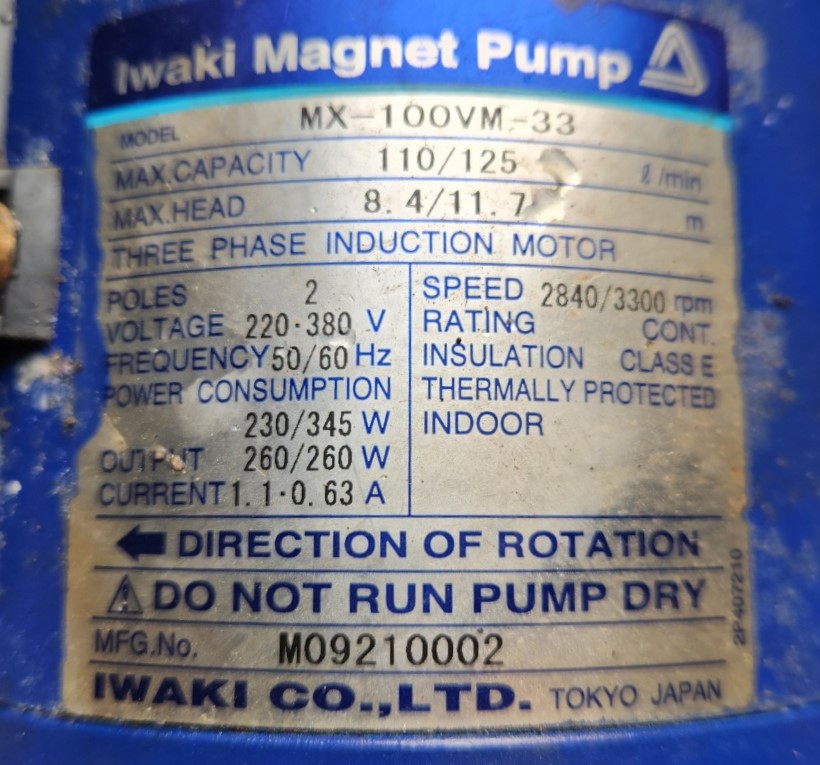 Iwaki Magnet Pump
MODEL MX-100VM-33
MAX.CAPACITY 110/125 ℓ/min
MAX.HEAD 8.4/11.7 m
THREE PHASE INDUCTION MOTOR
POLES 2
VOLTAGE 220·380 V
FREQUENCY 50/60 Hz
POWER CONSUMPTION
230/345 W
OUTPUT 260/260 W
CURRENT 1.1·0.63 A
SPEED 2840/3300 rpm
RATING CONT.
INSULATION CLASS E
THERMALLY PROTECTED
INDOOR
DIRECTION OF ROTATION
DO NOT RUN PUMP DRY
MFG.No. M09210002
IWAKI CO.,LTD. TOKYO JAPAN
2P407210